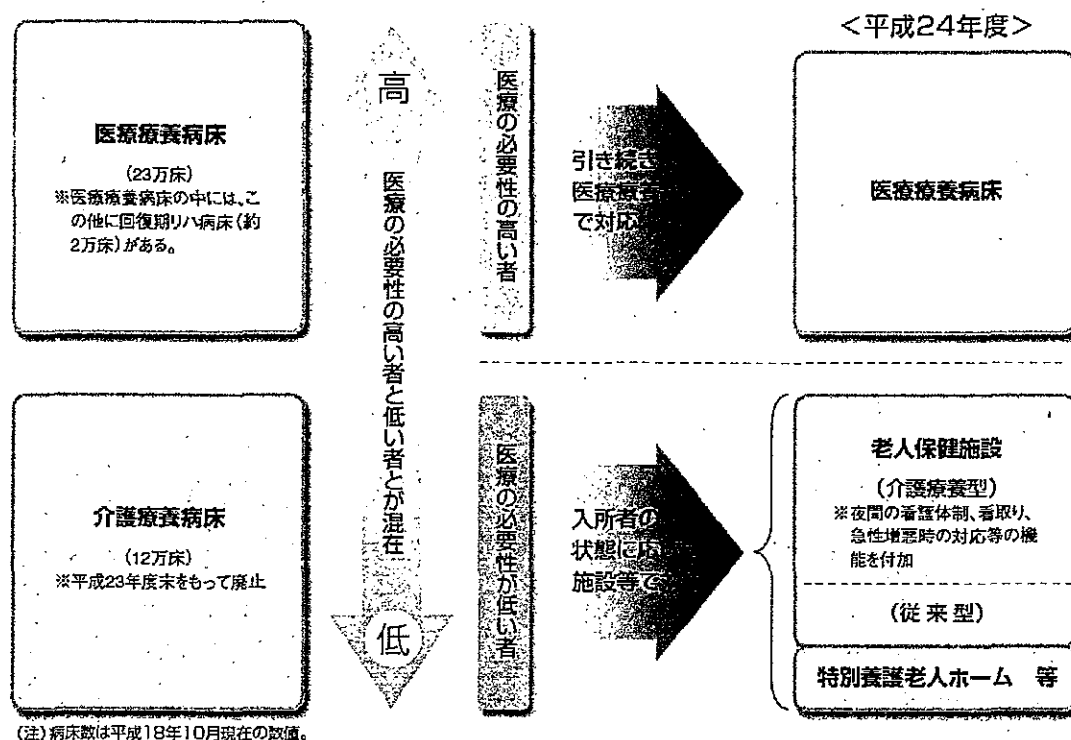 <平成24年度>
医療療養病床
(23万床)
※医療療養病床の中には、こ
の他に回復期リハ病床(約
2万床)がある。
介護療養病床
(12万床)
※平成23年度末をもって廃止
高
医療の必要性の高い者と低い者とが混在
低
医療の必要性の高い者
引き続き
医療療養
で対応
医療療養病床
医療の必要性が低い者
入所者の
状態に応
施設等で
老人保健施設
(介護療養型)
※夜間の看護体制、看取り、
急性増悪時の対応等の機
能を付加
(従来型)
特別養護老人ホーム 等
(注)病床数は平成18年10月現在の数値。